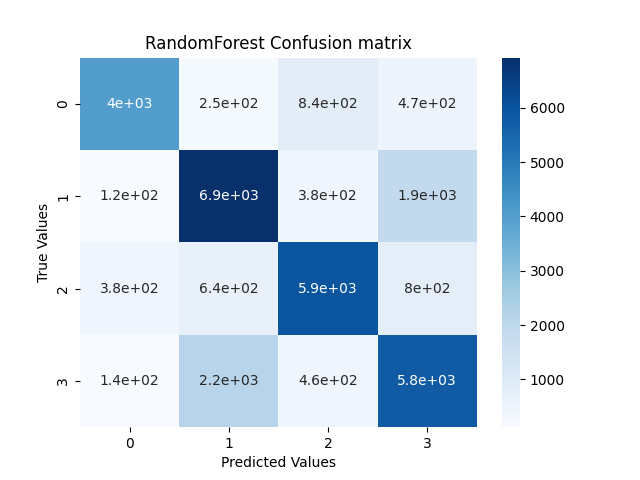 RandomForest Confusion matrix
0 4e+03 2.5e+02 8.4e+02 4.7e+02
1 1.2e+02 6.9e+03 3.8e+02 1.9e+03
2 3.8e+02 6.4e+02 5.9e+03 8e+02
3 1.4e+02 2.2e+03 4.6e+02 5.8e+03
0 1 2 3
Predicted Values
True Values
6000
5000
4000
3000
2000
1000